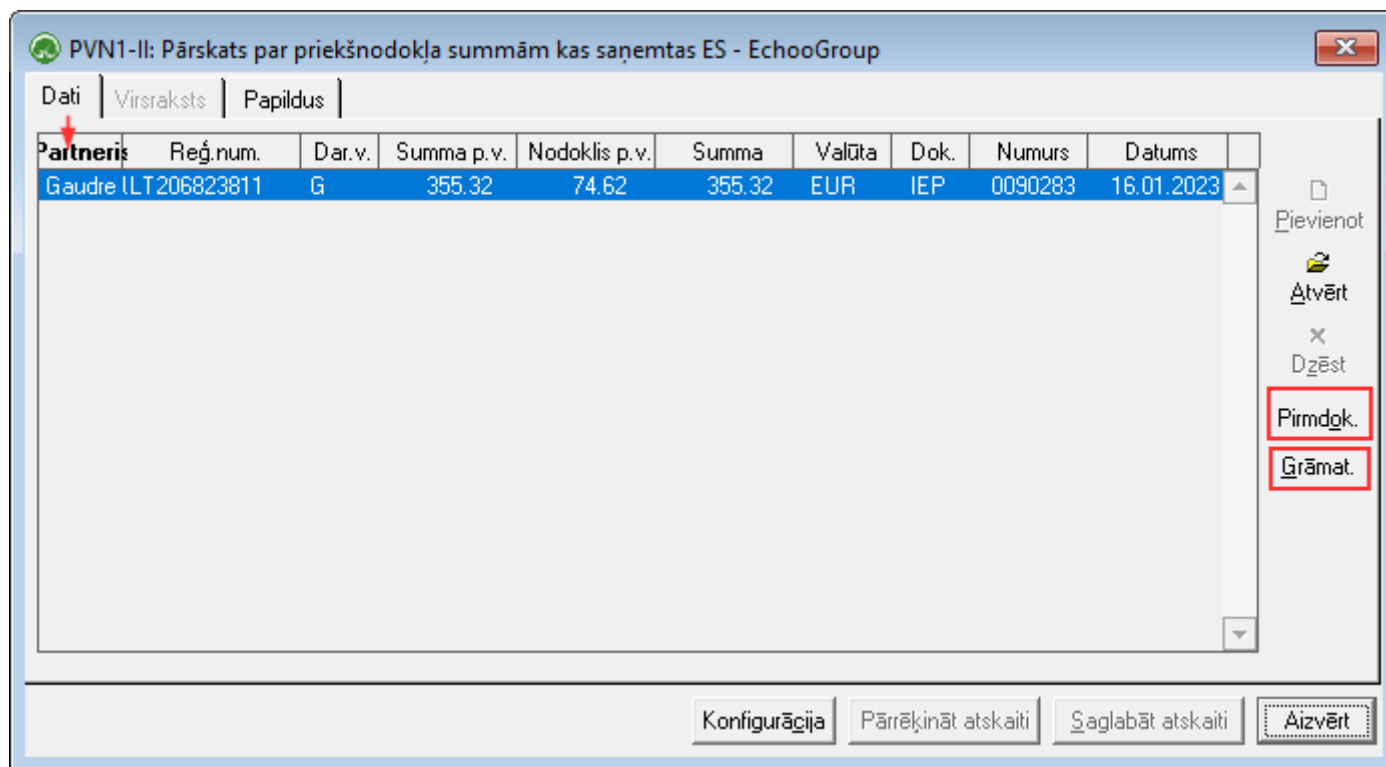 PVN1-II: Pārskats par priekšnodokļa summām kas saņemtas ES - EchooGroup
Dati Virsraksts Papildus
Partneris Reģ.num. Dar.v. Summa p.v. Nodoklis p.v. Summa Valūta Dok. Numurs Datums
Gaudre LT206823811 G 355.32 74.62 355.32 EUR IEP 0090283 16.01.2023
Pievienot
Atvērt
Dzēst
Pirmdok.
Grāmat.
Konfigurācija Pārrēķināt atskaiti Saglabāt atskaiti Aizvērt